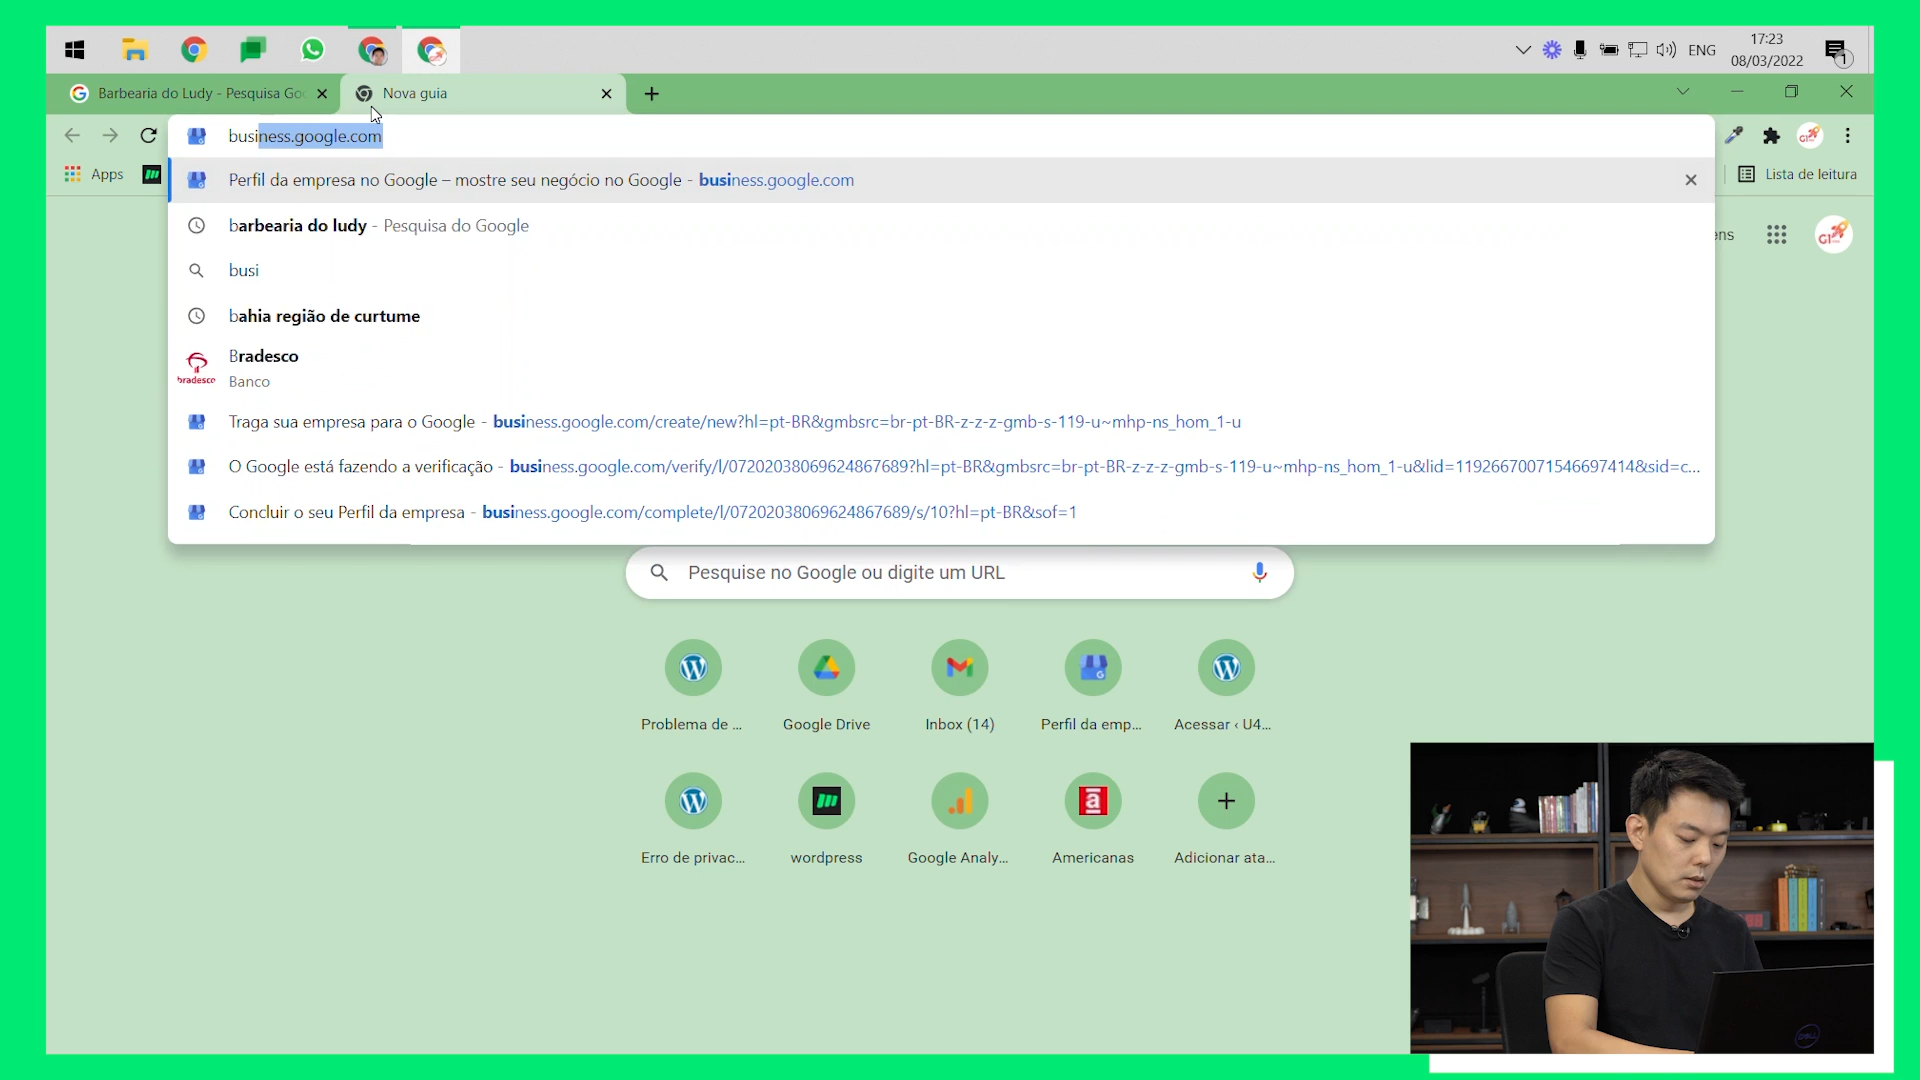 ENG
17:23
08/03/2022
1
Barbearia do Ludy - Pesquisa Go
Nova guia
business.google.com
Apps
Lista de leitura
Perfil da empresa no Google – mostre seu negócio no Google - business.google.com
barbearia do ludy - Pesquisa do Google
ens
GI
busi
bahia região de curtume
Bradesco
bradesco
Banco
Traga sua empresa para o Google - business.google.com/create/new?hl=pt-BR&gmbsrc=br-pt-BR-z-z-z-gmb-s-119-u~mhp-ns_hom_1-u
O Google está fazendo a verificação - business.google.com/verify/l/07202038069624867689?hl=pt-BR&gmbsrc=br-pt-BR-z-z-z-gmb-s-119-u~mhp-ns_hom_1-u&lid=11926670071546697414&sid=c...
Concluir o seu Perfil da empresa - business.google.com/complete/l/07202038069624867689/s/10?hl=pt-BR&sof=1
Pesquise no Google ou digite um URL
Problema de ...
Google Drive
Inbox (14)
Perfil da emp...
Acessar ‹ U4...
Erro de privac...
wordpress
Google Analy...
Americanas
Adicionar ata...
DELL